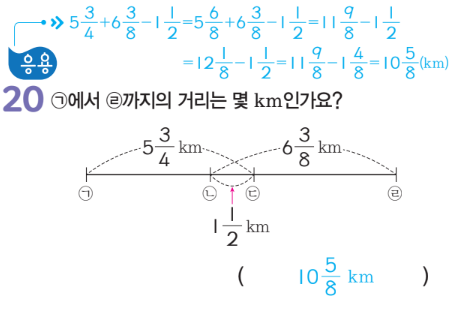 » 5 3/4 + 6 3/8 - 1 1/2 = 5 6/8 + 6 3/8 - 1 1/2 = 11 9/8 - 1 1/2
= 12 1/8 - 1 1/2 = 11 9/8 - 1 4/8 = 10 5/8 (km)
응용
20 ㉠에서 ㉣까지의 거리는 몇 km인가요?
5 3/4 km 6 3/8 km
㉠ ㉡ ㉢ ㉣
1 1/2 km
( 10 5/8 km )